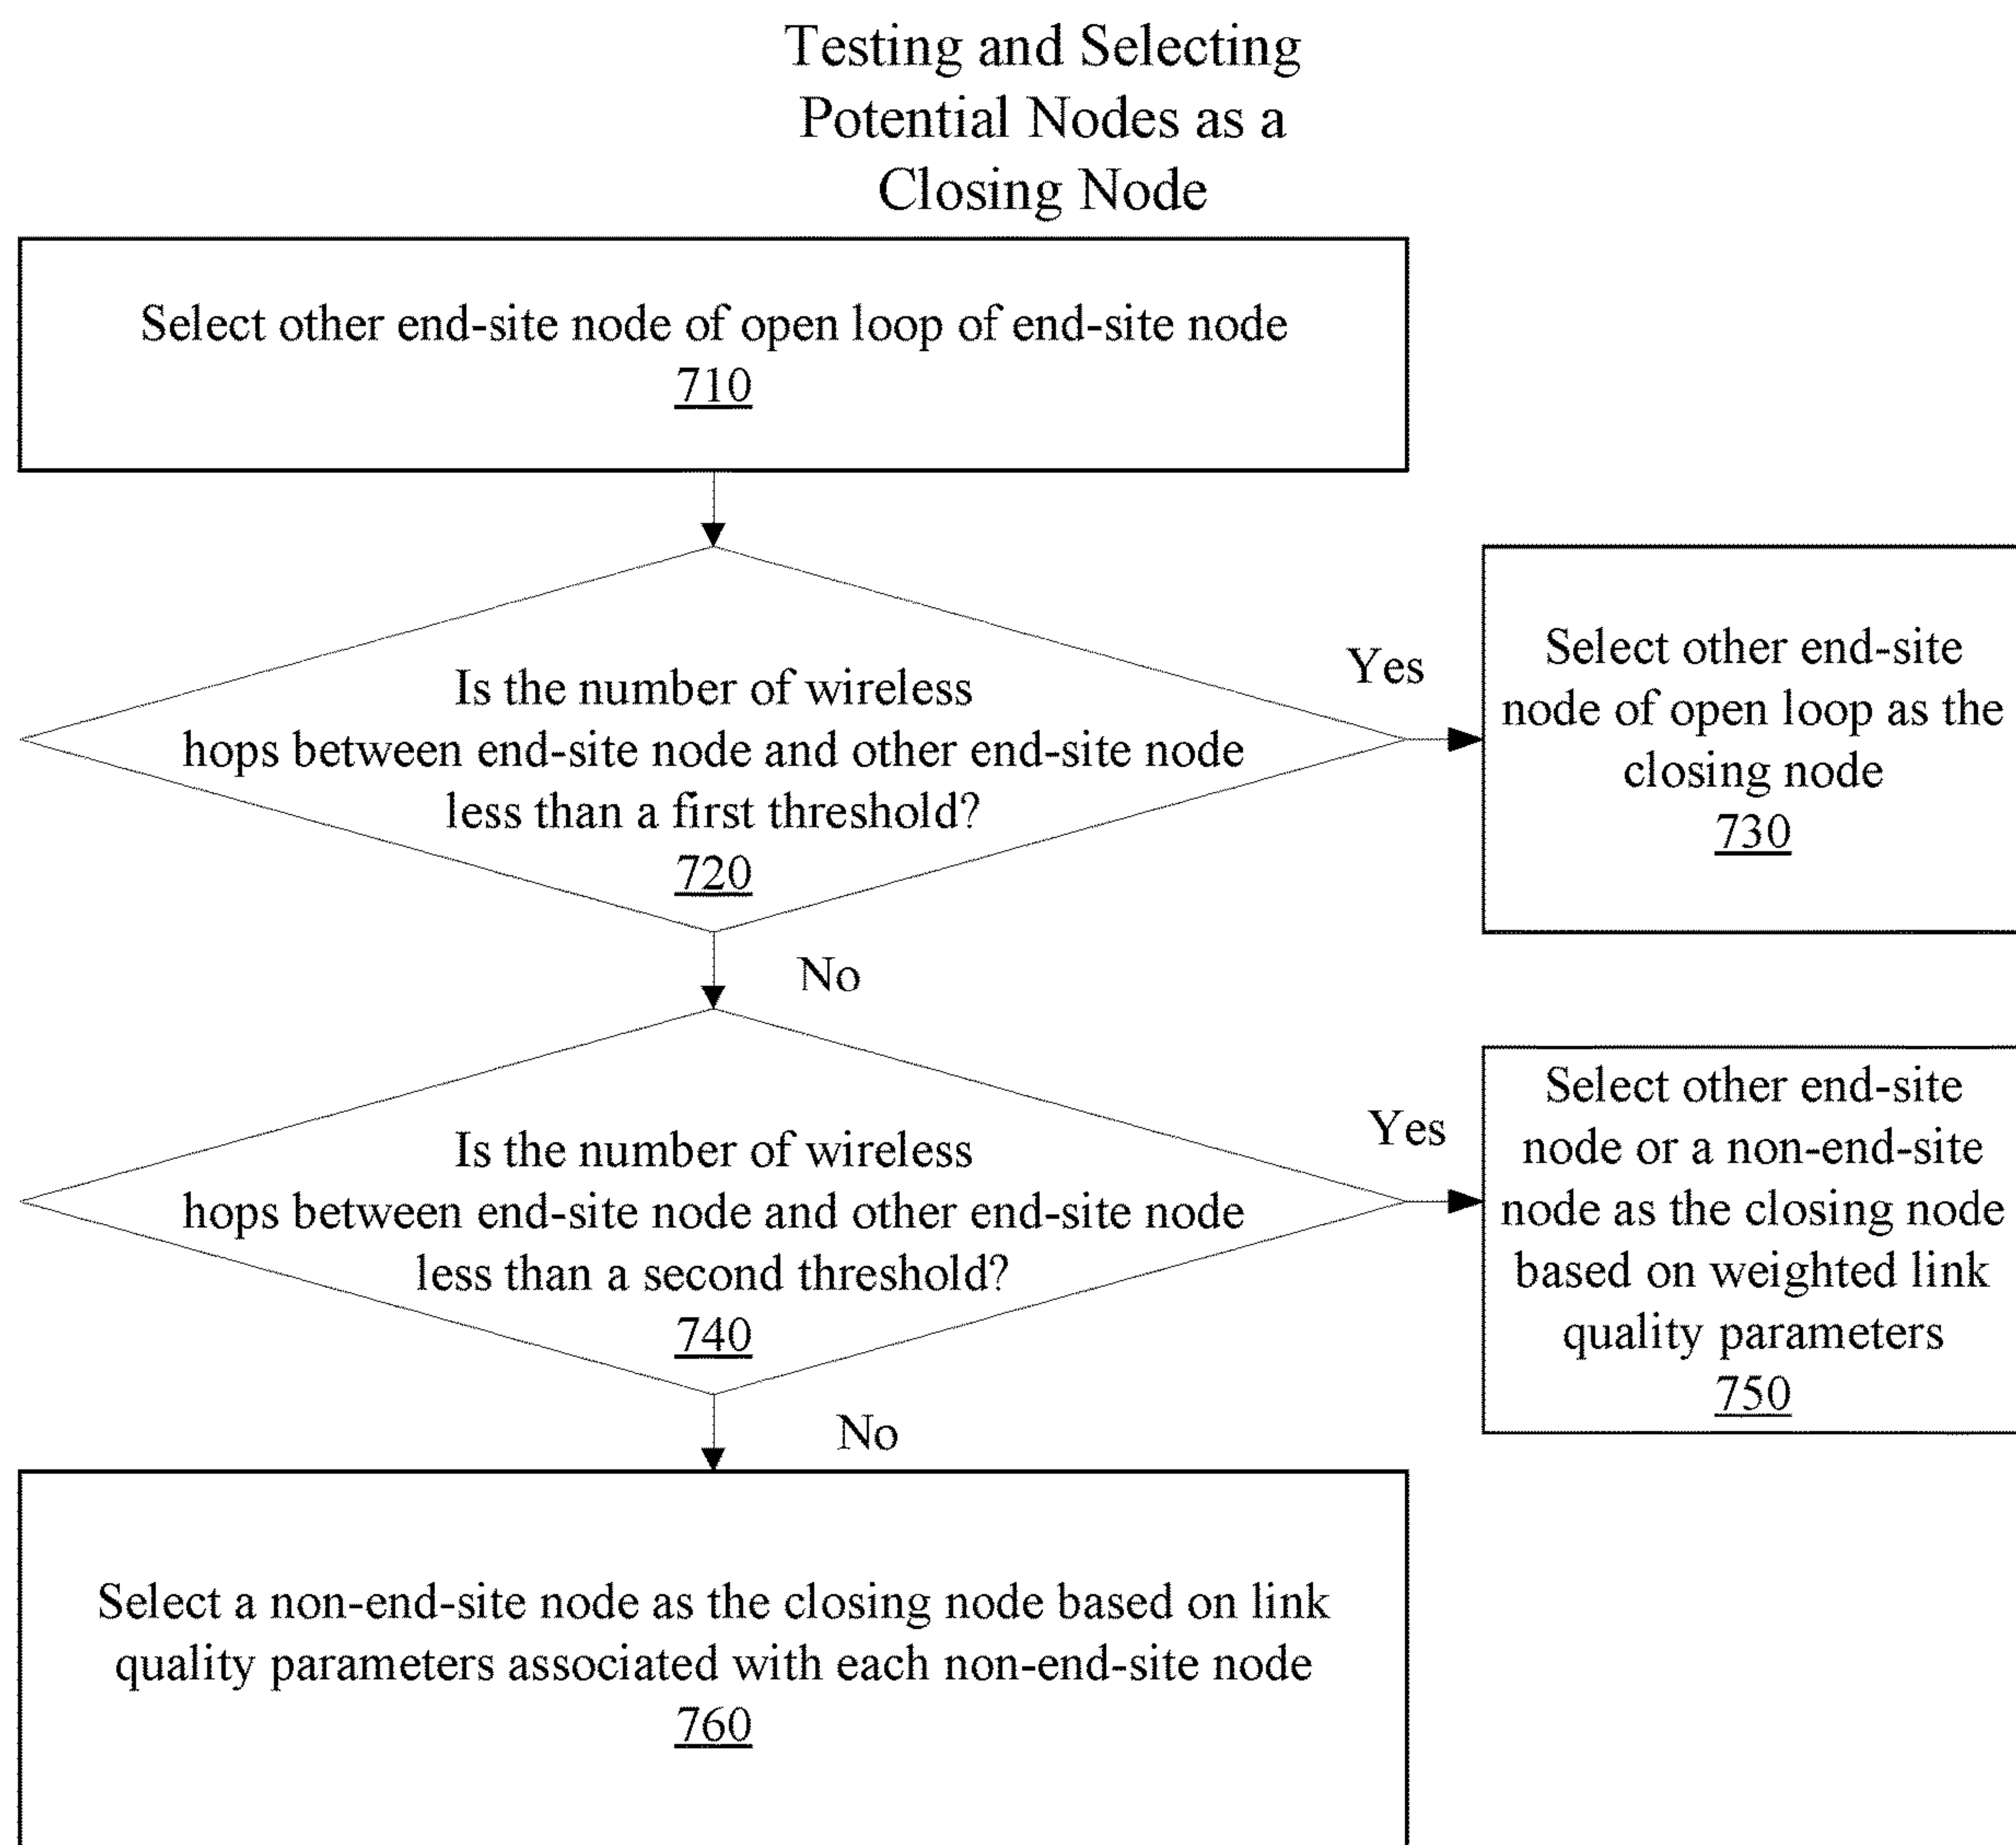 Testing and Selecting
Potential Nodes as a
Closing Node
Select other end-site node of open loop of end-site node
710
Is the number of wireless
hops between end-site node and other end-site node
less than a first threshold?
720
Yes
Select other end-site
node of open loop as the
closing node
730
No
Is the number of wireless
hops between end-site node and other end-site node
less than a second threshold?
740
Yes
Select other end-site
node or a non-end-site
node as the closing node
based on weighted link
quality parameters
750
No
Select a non-end-site node as the closing node based on link
quality parameters associated with each non-end-site node
760